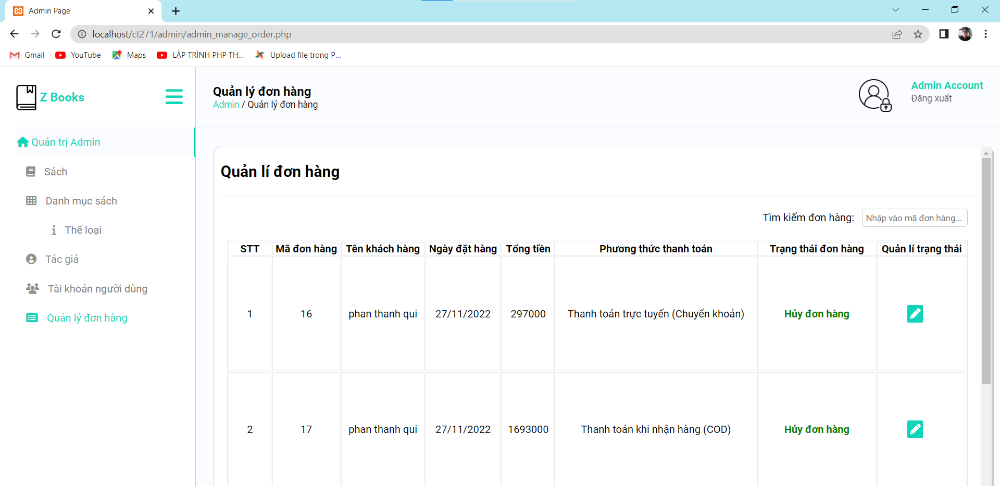 Admin Page
localhost/ct271/admin/admin_manage_order.php
Gmail YouTube Maps LẬP TRÌNH PHP TH... Upload file trong P...
Z Books
Quản trị Admin
Sách
Danh mục sách
Thể loại
Tác giả
Tài khoản người dùng
Quản lý đơn hàng
Quản lý đơn hàng
Admin / Quản lý đơn hàng
Admin Account
Đăng xuất
Quản lí đơn hàng
Tìm kiếm đơn hàng: Nhập vào mã đơn hàng...
STT Mã đơn hàng Tên khách hàng Ngày đặt hàng Tổng tiền Phương thức thanh toán Trạng thái đơn hàng Quản lí trạng thái
1 16 phan thanh qui 27/11/2022 297000 Thanh toán trực tuyến (Chuyển khoản) Hủy đơn hàng
2 17 phan thanh qui 27/11/2022 1693000 Thanh toán khi nhận hàng (COD) Hủy đơn hàng